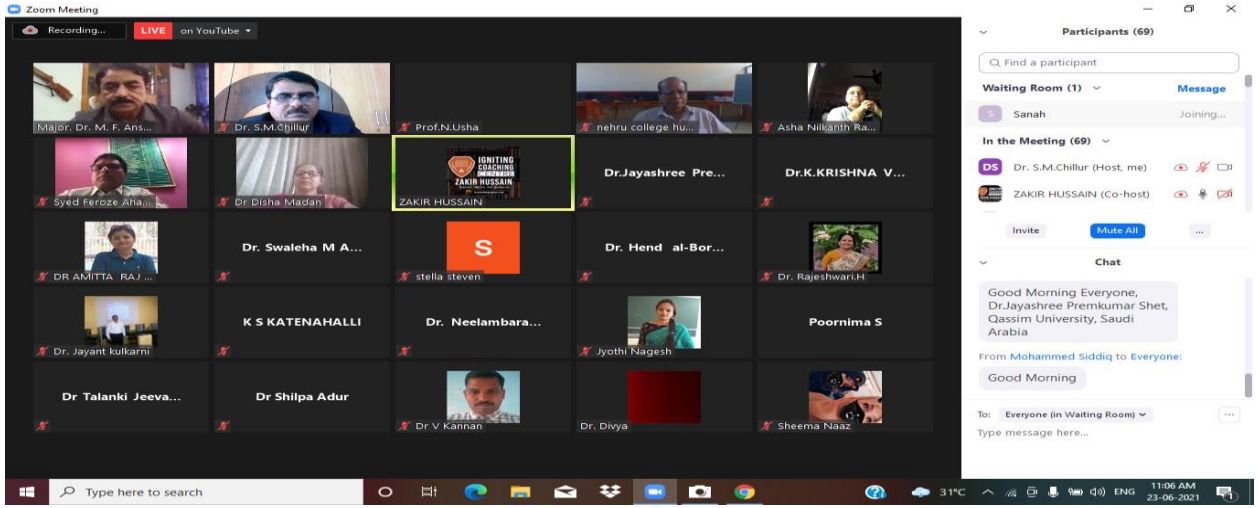 Zoom Meeting
Recording...
LIVE on YouTube
Major. Dr. M. F. Ans...
Dr. S.M.Chillur
Prof.N.Usha
nehru college hu...
Asha Nilkanth Ra...
Syed Feroze Aha...
Dr Disha Madan
IGNITING
COACHING
CENTRE
ZAKIR HUSSAIN
ZAKIR HUSSAIN
Dr.Jayashree Pre...
Dr.K.KRISHNA V...
DR AMITTA RAJ ...
Dr. Swaleha M A...
S
stella steven
Dr. Hend al-Bor...
Dr. Rajeshwari.H
Dr. Jayant kulkarni
K S KATENAHALLI
Dr. Neelambara...
Jyothi Nagesh
Poornima S
Dr Talanki Jeeva...
Dr Shilpa Adur
Dr V Kannan
Dr. Divya
Sheema Naaz
Participants (69)
Find a participant
Waiting Room (1)
Message
S
Sanah
Joining...
In the Meeting (69)
DS
Dr. S.M.Chillur (Host, me)
ZAKIR HUSSAIN (Co-host)
Invite
Mute All
...
Chat
Good Morning Everyone,
Dr.Jayashree Premkumar Shet,
Qassim University, Saudi
Arabia
From Mohammed Siddiq to Everyone:
Good Morning
To: Everyone (in Waiting Room)
...
Type message here...
Type here to search
31°C
ENG
11:06 AM
23-06-2021
1